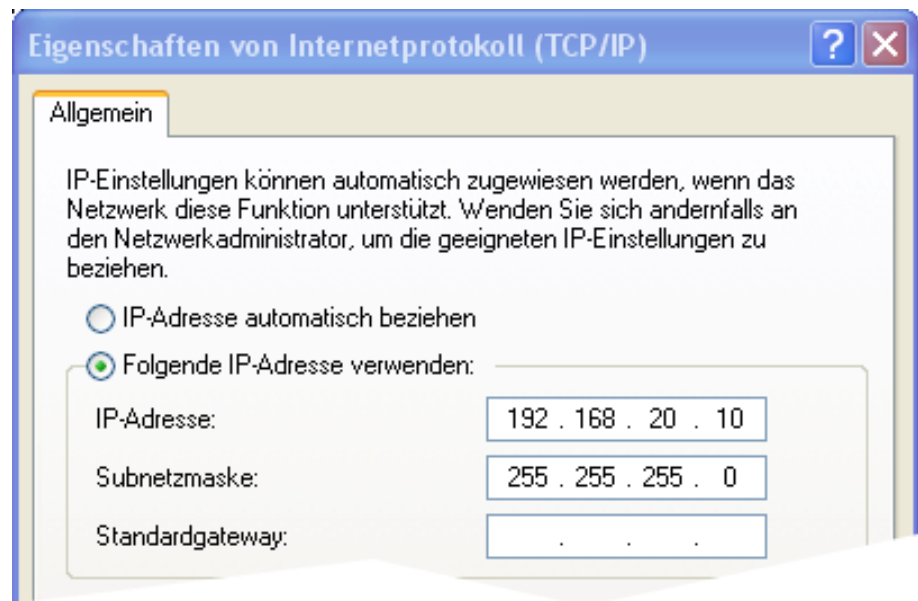 Eigenschaften von Internetprotokoll (TCP/IP)
Allgemein
IP-Einstellungen können automatisch zugewiesen werden, wenn das
Netzwerk diese Funktion unterstützt. Wenden Sie sich andernfalls an
den Netzwerkadministrator, um die geeigneten IP-Einstellungen zu
beziehen.
IP-Adresse automatisch beziehen
Folgende IP-Adresse verwenden:
IP-Adresse: 192 . 168 . 20 . 10
Subnetzmaske: 255 . 255 . 255 . 0
Standardgateway: . . .